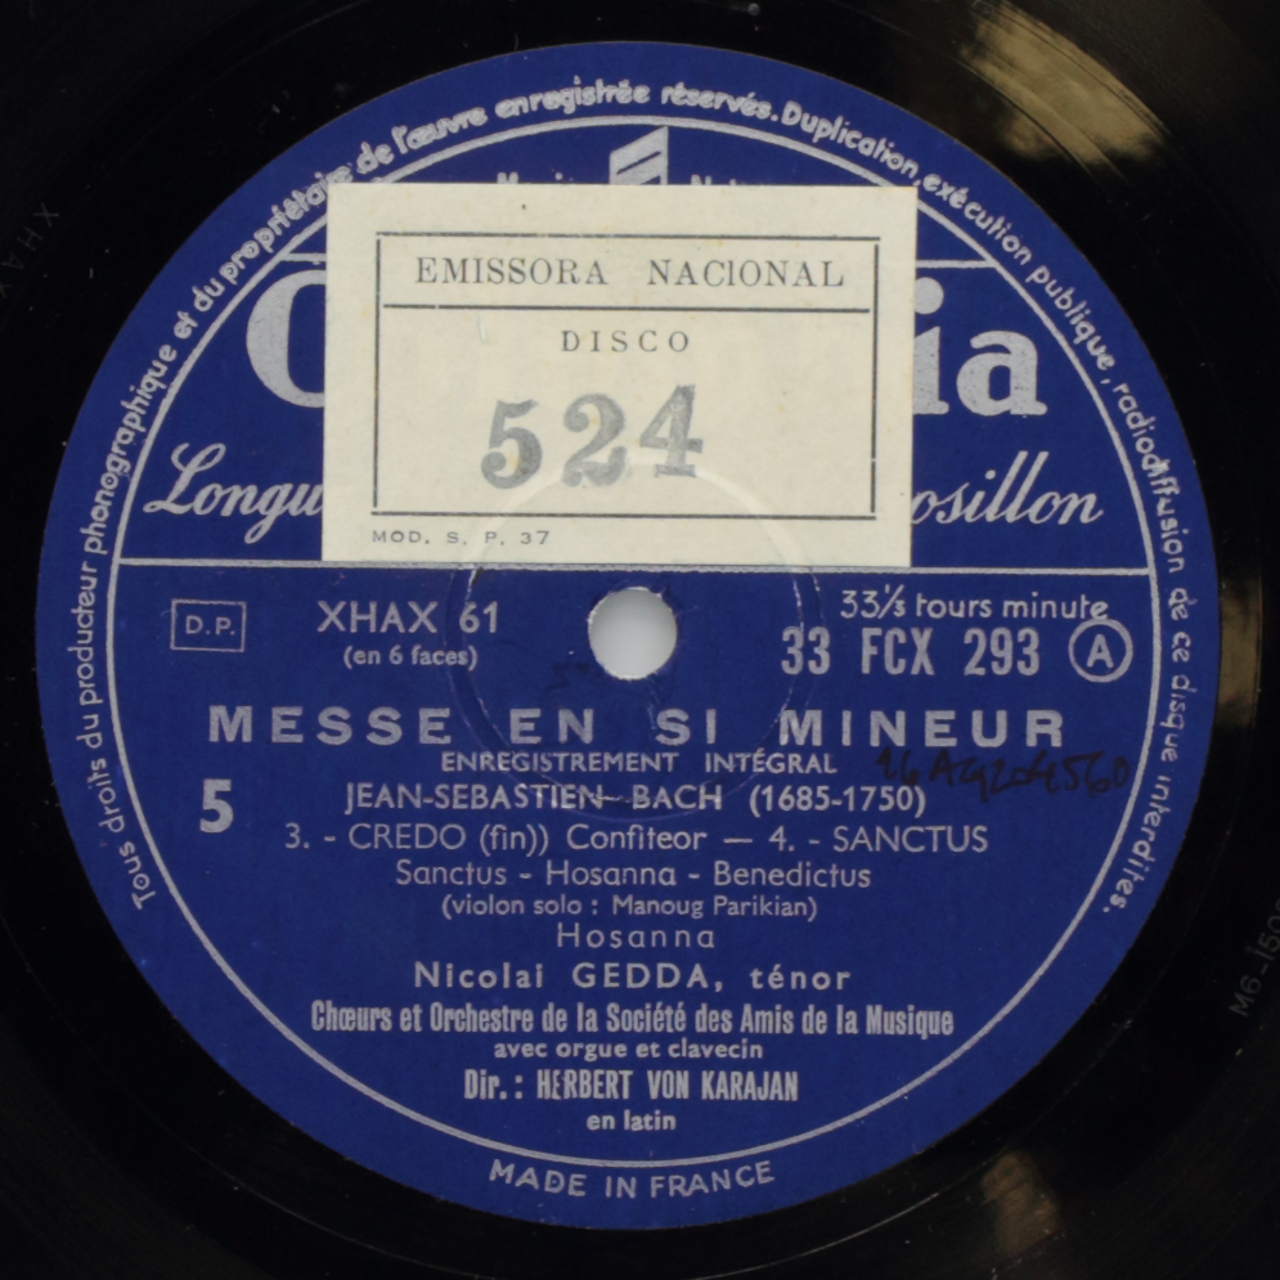 Tous droits du producteur phonographique et du propriétaire de l'œuvre enregistrée réservés. Duplication, exécution publique, radiodiffusion de ce disque interdites.
EMISSORA NACIONAL
DISCO
524
MOD. S. P. 37
D.P.
XHAX 61
(en 6 faces)
33⅓ tours minute
33 FCX 293 A
MESSE EN SI MINEUR
ENREGISTREMENT INTÉGRAL
5
JEAN-SEBASTIEN BACH (1685-1750)
3. - CREDO (fin)) Confiteor — 4. - SANCTUS
Sanctus - Hosanna - Benedictus
(violon solo : Manoug Parikian)
Hosanna
Nicolai GEDDA, ténor
Chœurs et Orchestre de la Société des Amis de la Musique
avec orgue et clavecin
Dir. : HERBERT VON KARAJAN
en latin
MADE IN FRANCE